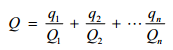 Q = q₁/Q₁ + q₂/Q₂ + ⋯ qₙ/Qₙ